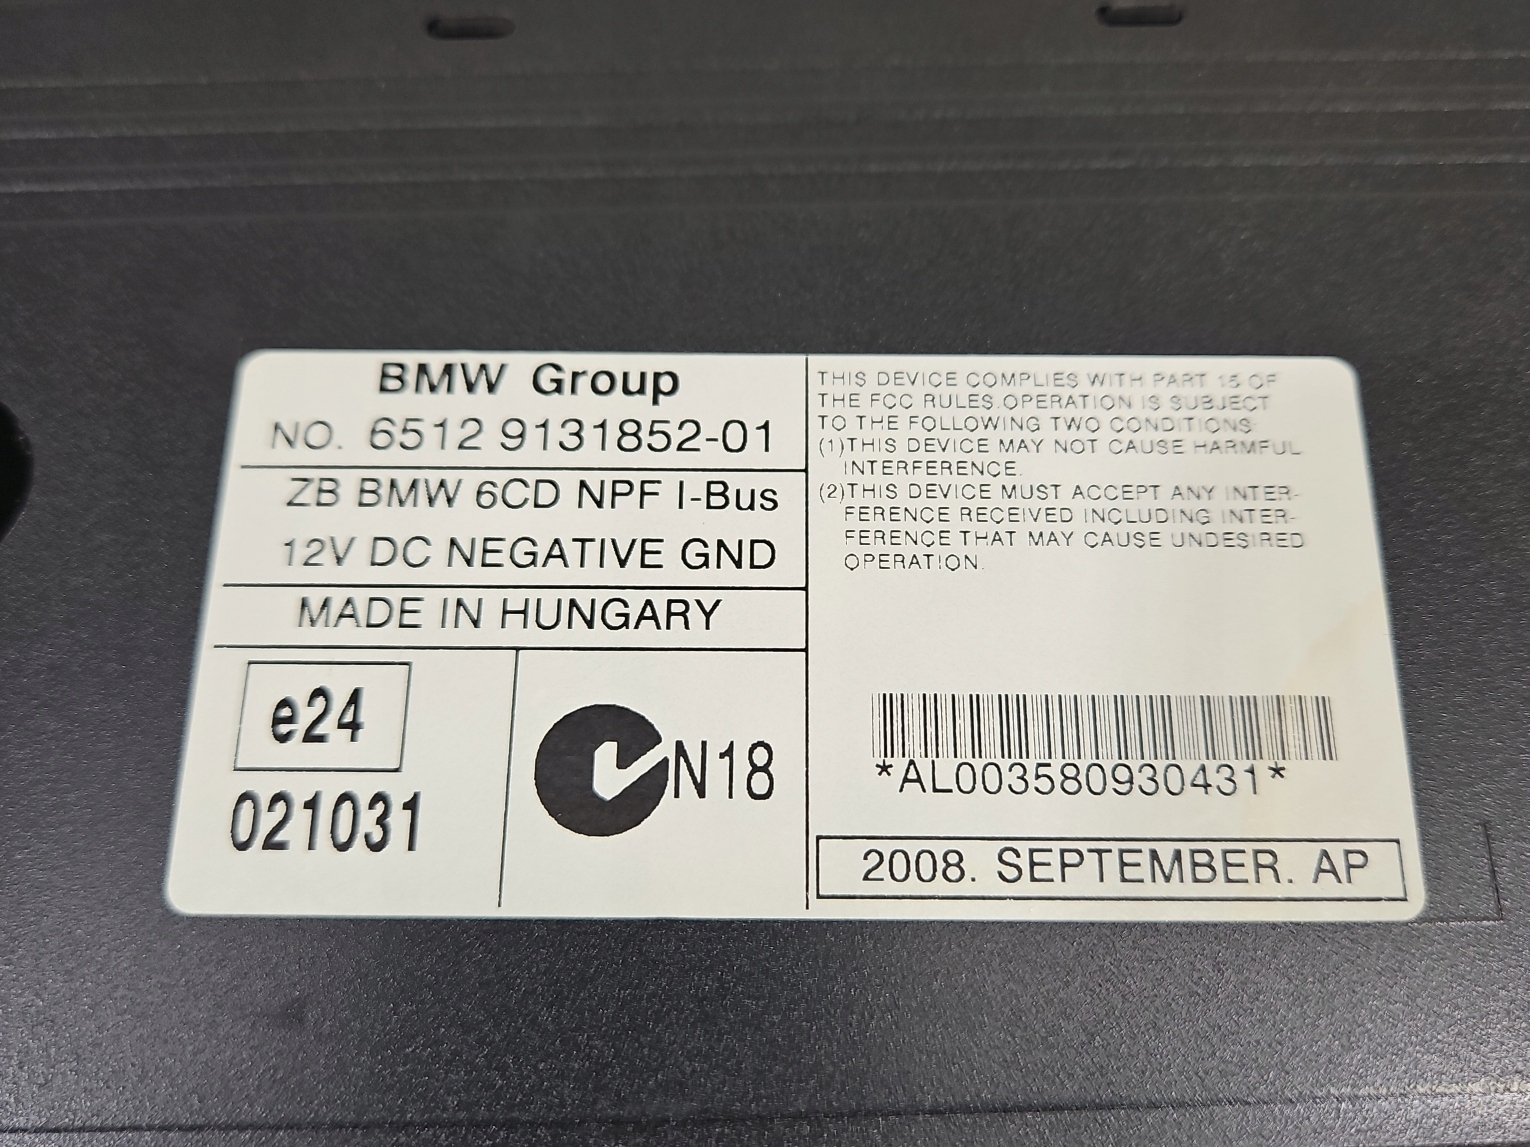 BMW Group
NO. 6512 9131852-01
ZB BMW 6CD NPF I-Bus
12V DC NEGATIVE GND
MADE IN HUNGARY
e24
021031
N18
THIS DEVICE COMPLIES WITH PART 15 OF
THE FCC RULES.OPERATION IS SUBJECT
TO THE FOLLOWING TWO CONDITIONS:
(1)THIS DEVICE MAY NOT CAUSE HARMFUL
INTERFERENCE.
(2)THIS DEVICE MUST ACCEPT ANY INTER-
FERENCE RECEIVED INCLUDING INTER-
FERENCE THAT MAY CAUSE UNDESIRED
OPERATION.
*AL003580930431*
2008. SEPTEMBER. AP